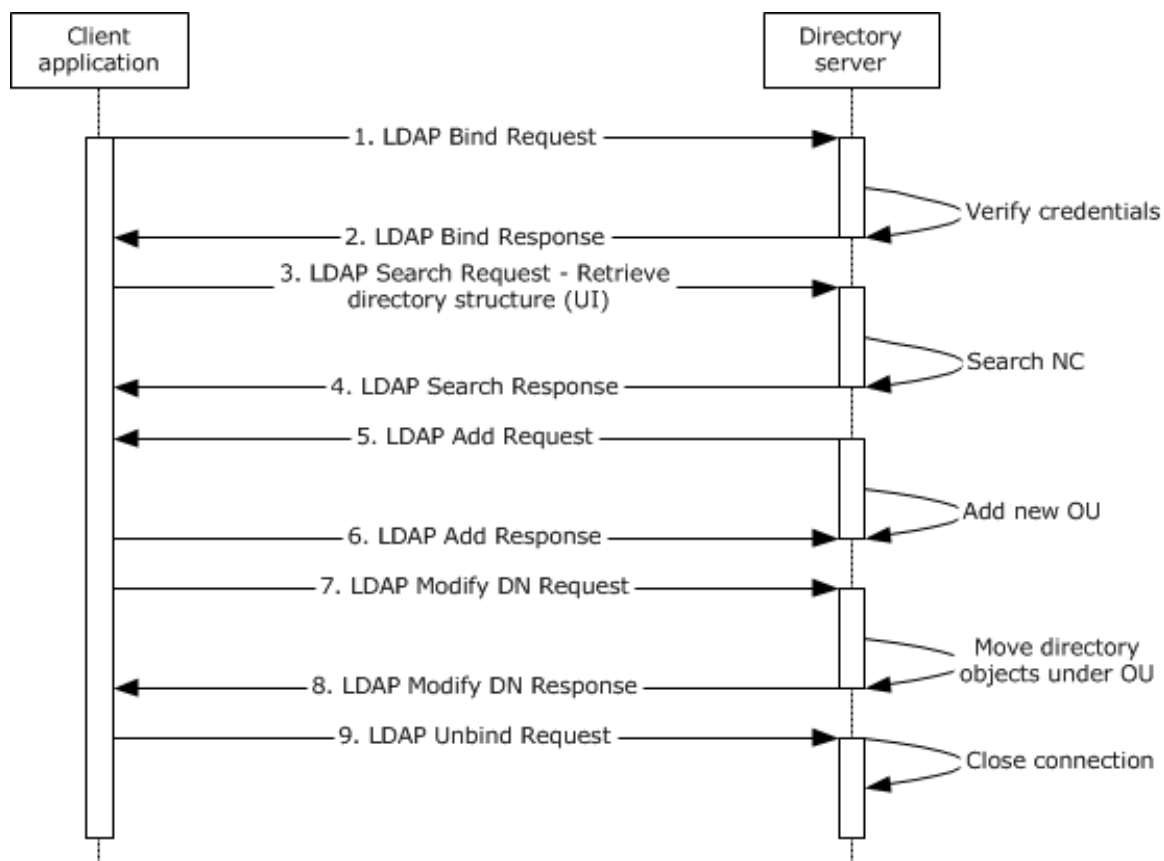 Client
application
Directory
server
1. LDAP Bind Request
Verify credentials
2. LDAP Bind Response
3. LDAP Search Request - Retrieve
directory structure (UI)
Search NC
4. LDAP Search Response
5. LDAP Add Request
Add new OU
6. LDAP Add Response
7. LDAP Modify DN Request
Move directory
objects under OU
8. LDAP Modify DN Response
9. LDAP Unbind Request
Close connection